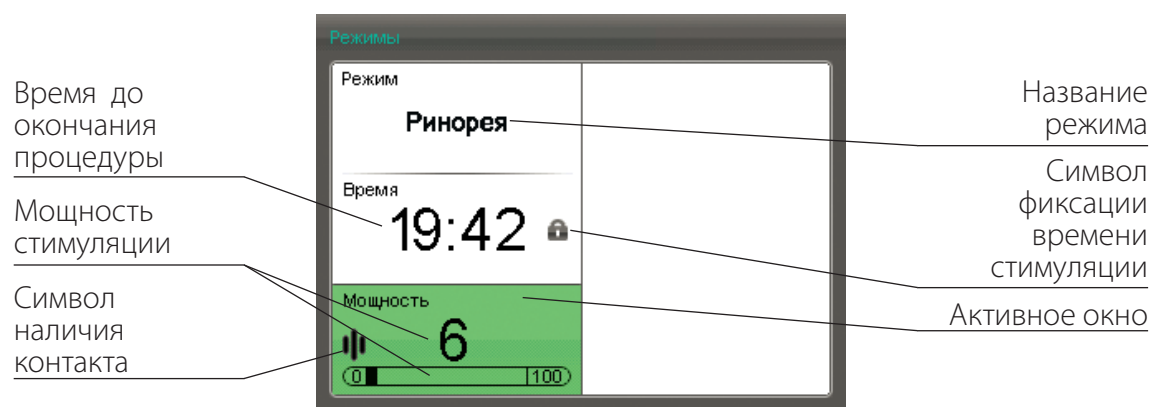 Режимы
Время до
окончания
процедуры
Мощность
стимуляции
Символ
наличия
контакта
Режим
Ринорея
Время
19:42
Мощность
6
0
100
Название
режима
Символ
фиксации
времени
стимуляции
Активное окно